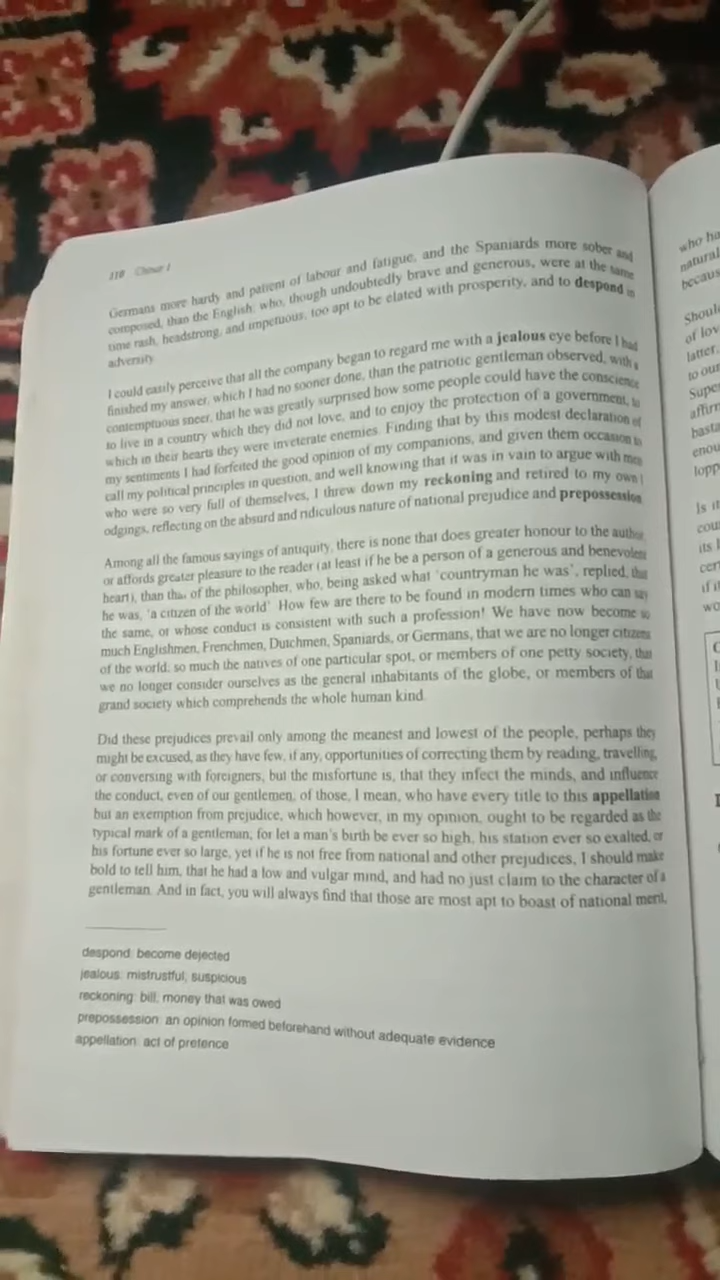 110
Germans more hardy and patient of labour and fatigue, and the Spaniards more sober and
composed, than the English; who, though undoubtedly brave and generous, were at the same
time rash, headstrong, and impetuous; too apt to be elated with prosperity, and to despond in
adversity.
I could easily perceive that all the company began to regard me with a jealous eye before I had
finished my answer, which I had no sooner done, than the patriotic gentleman observed, with a
contemptuous sneer, that he was greatly surprised how some people could have the conscience
to live in a country which they did not love, and to enjoy the protection of a government, to
which in their hearts they were inveterate enemies. Finding that by this modest declaration of
my sentiments I had forfeited the good opinion of my companions, and given them occasion to
call my political principles in question, and well knowing that it was in vain to argue with men
who were so very full of themselves, I threw down my reckoning and retired to my own
odgings, reflecting on the absurd and ridiculous nature of national prejudice and prepossession
Among all the famous sayings of antiquity, there is none that does greater honour to the author,
or affords greater pleasure to the reader (at least if he be a person of a generous and benevolent
heart), than that of the philosopher, who, being asked what 'countryman he was', replied, that
he was, 'a citizen of the world' How few are there to be found in modern times who can say
the same, or whose conduct is consistent with such a profession! We have now become so
much Englishmen, Frenchmen, Dutchmen, Spaniards, or Germans, that we are no longer citizens
of the world; so much the natives of one particular spot, or members of one petty society, that
we no longer consider ourselves as the general inhabitants of the globe, or members of that
grand society which comprehends the whole human kind.
Did these prejudices prevail only among the meanest and lowest of the people, perhaps they
might be excused, as they have few, if any, opportunities of correcting them by reading, travelling,
or conversing with foreigners, but the misfortune is, that they infect the minds, and influence
the conduct, even of our gentlemen, of those, I mean, who have every title to this appellation
but an exemption from prejudice, which however, in my opinion, ought to be regarded as the
typical mark of a gentleman, for let a man's birth be ever so high, his station ever so exalted, or
his fortune ever so large, yet if he is not free from national and other prejudices, I should make
bold to tell him, that he had a low and vulgar mind, and had no just claim to the character of a
gentleman. And in fact, you will always find that those are most apt to boast of national merit,
despond: become dejected
jealous: mistrustful; suspicious
reckoning: bill; money that was owed
prepossession: an opinion formed beforehand without adequate evidence
appellation: act of pretence
who ha
natural
becaus
Shoul
of lov
latter.
to our
Super
affirm
basta
enou
lopp
Is it
cou
its l
cer
if it
wo